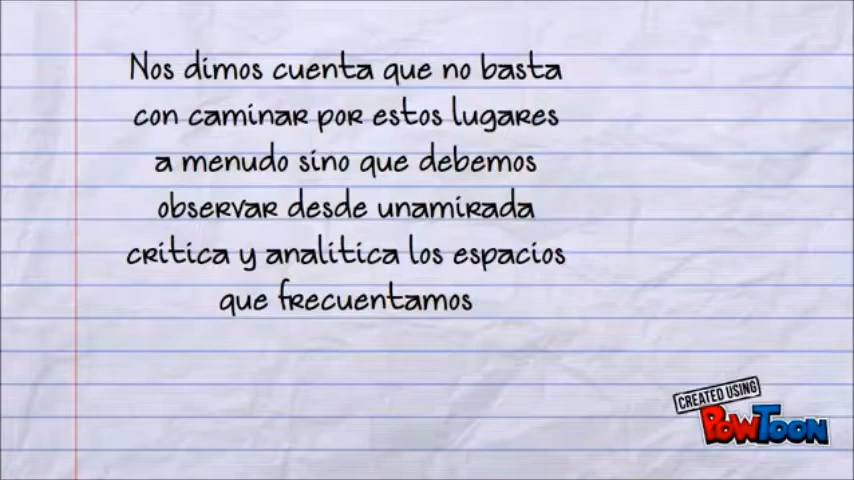 Nos dimos cuenta que no basta
con caminar por estos lugares
a menudo sino que debemos
observar desde unamirada
critica y analitica los espacios
que frecuentamos
CREATED USING
POWTOON